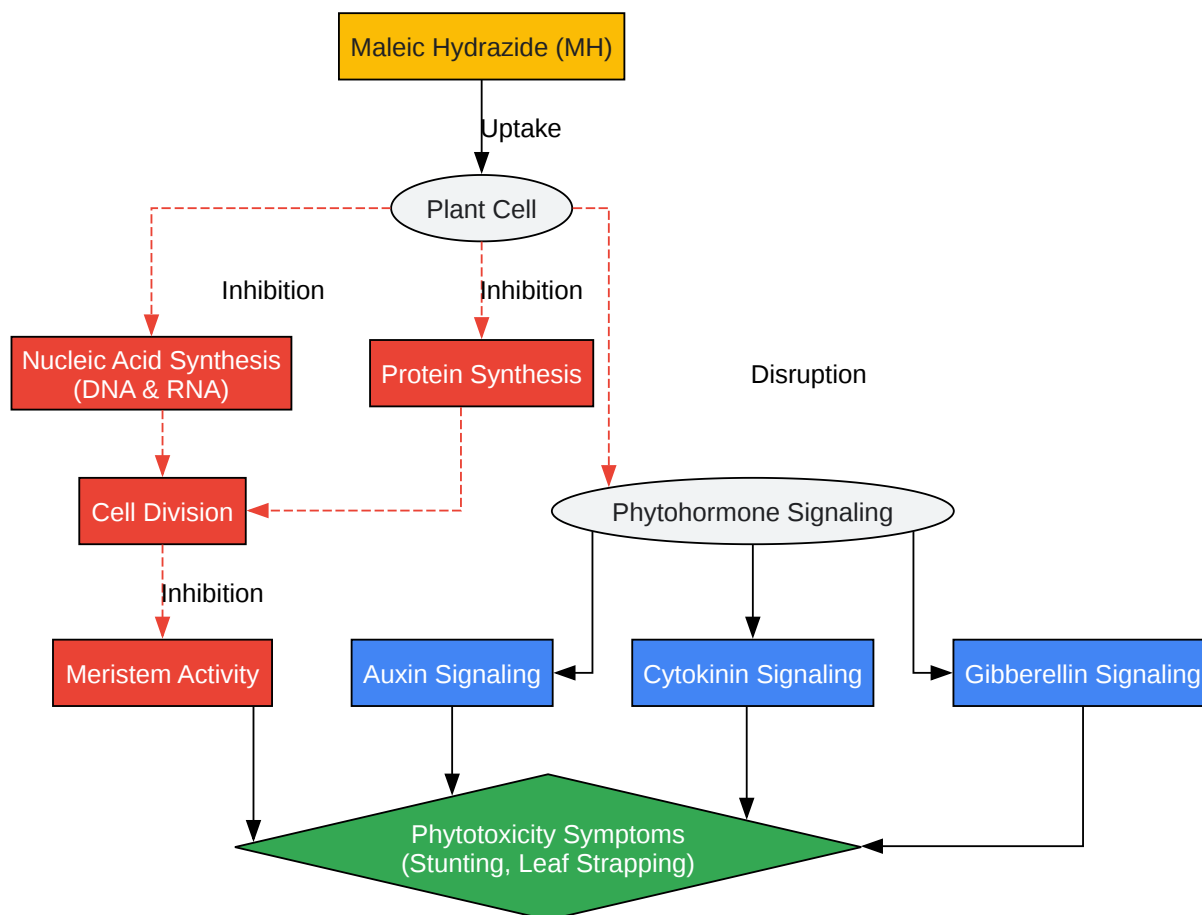 Maleic Hydrazide (MH)
Uptake
Plant Cell
Inhibition
Inhibition
Nucleic Acid Synthesis
(DNA & RNA)
Protein Synthesis
Disruption
Cell Division
Phytohormone Signaling
Inhibition
Meristem Activity
Auxin Signaling
Cytokinin Signaling
Gibberellin Signaling
Phytotoxicity Symptoms
(Stunting, Leaf Strapping)